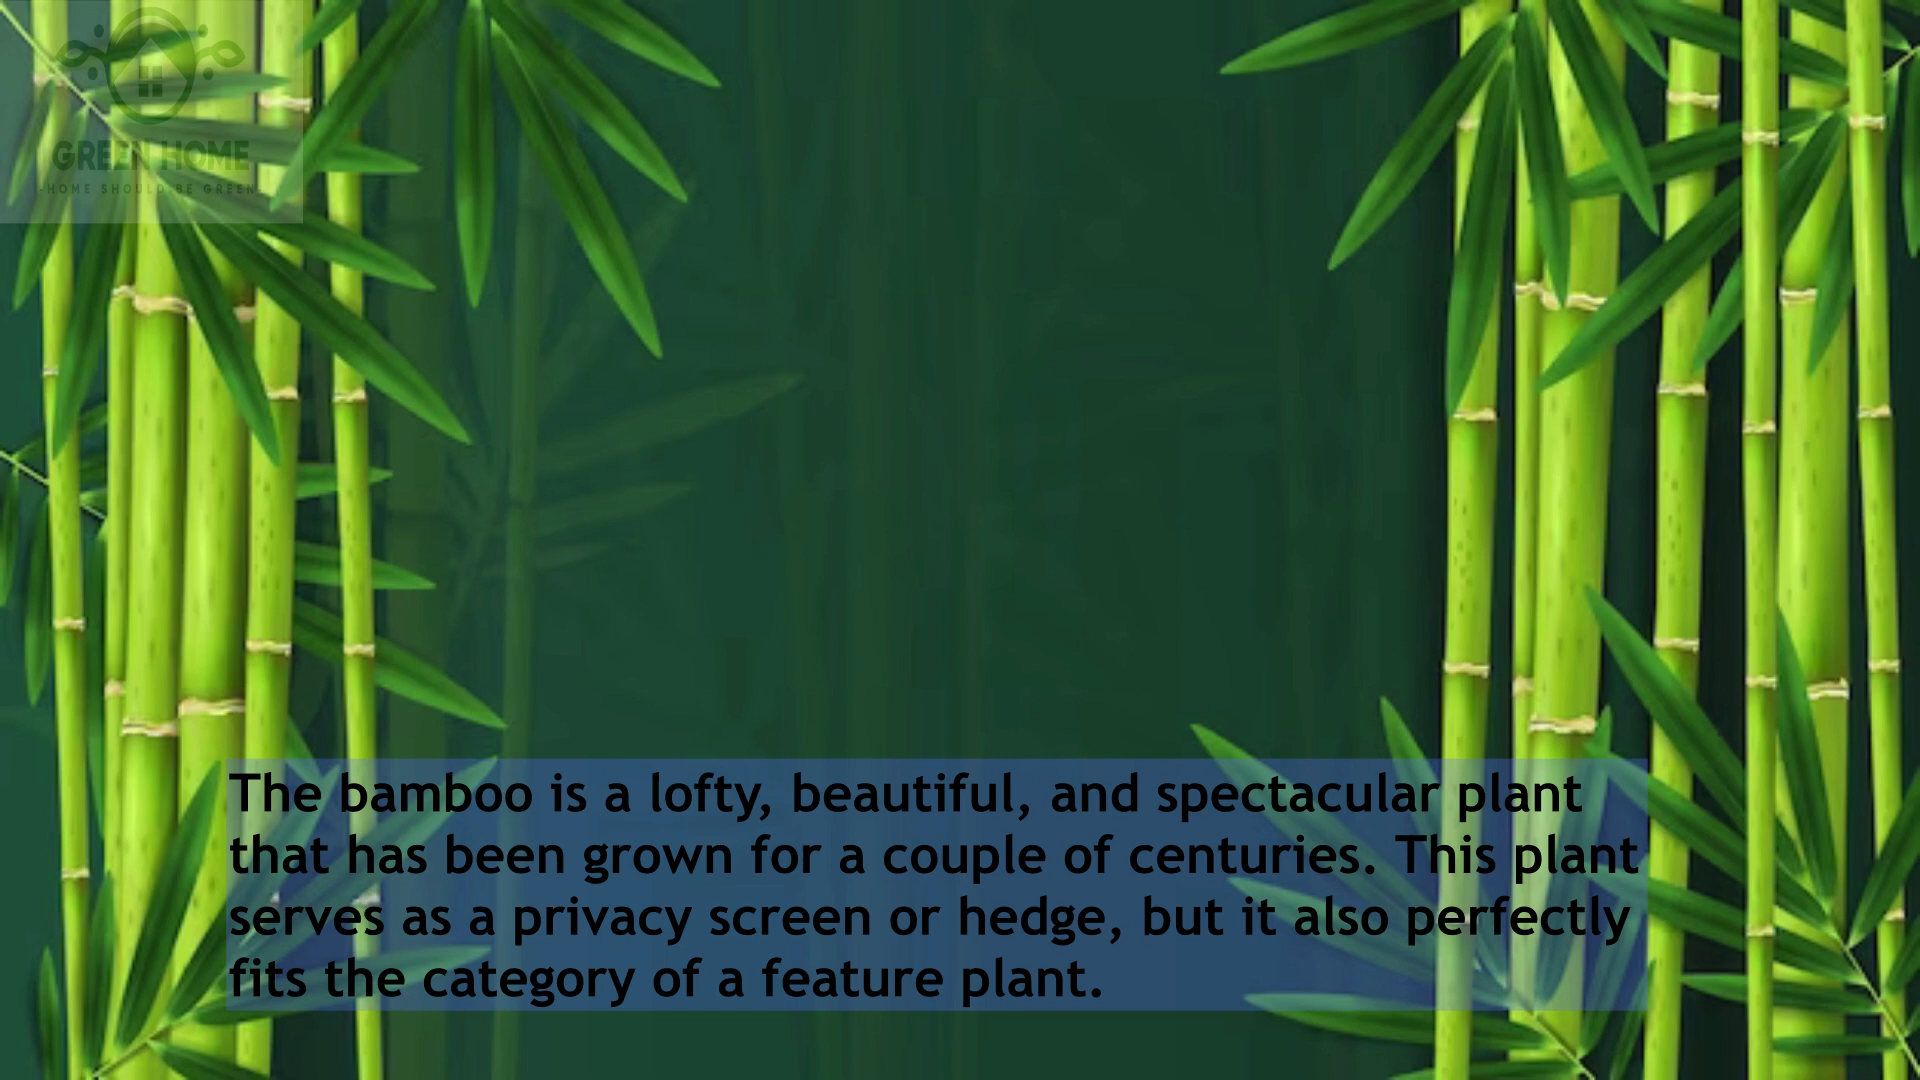 GREEN HOME
-HOME SHOULD BE GREEN-
The bamboo is a lofty, beautiful, and spectacular plant
that has been grown for a couple of centuries. This plant
serves as a privacy screen or hedge, but it also perfectly
fits the category of a feature plant.